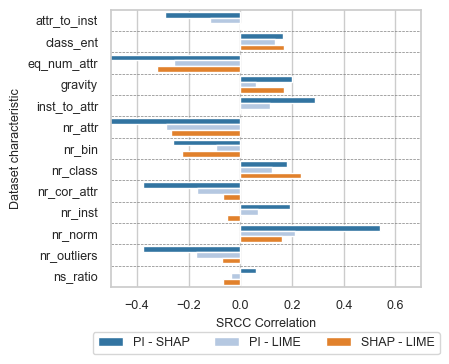 Dataset characteristic
attr_to_inst
class_ent
eq_num_attr
gravity
inst_to_attr
nr_attr
nr_bin
nr_class
nr_cor_attr
nr_inst
nr_norm
nr_outliers
ns_ratio
−0.4 −0.2 0.0 0.2 0.4 0.6
SRCC Correlation
PI - SHAP PI - LIME SHAP - LIME